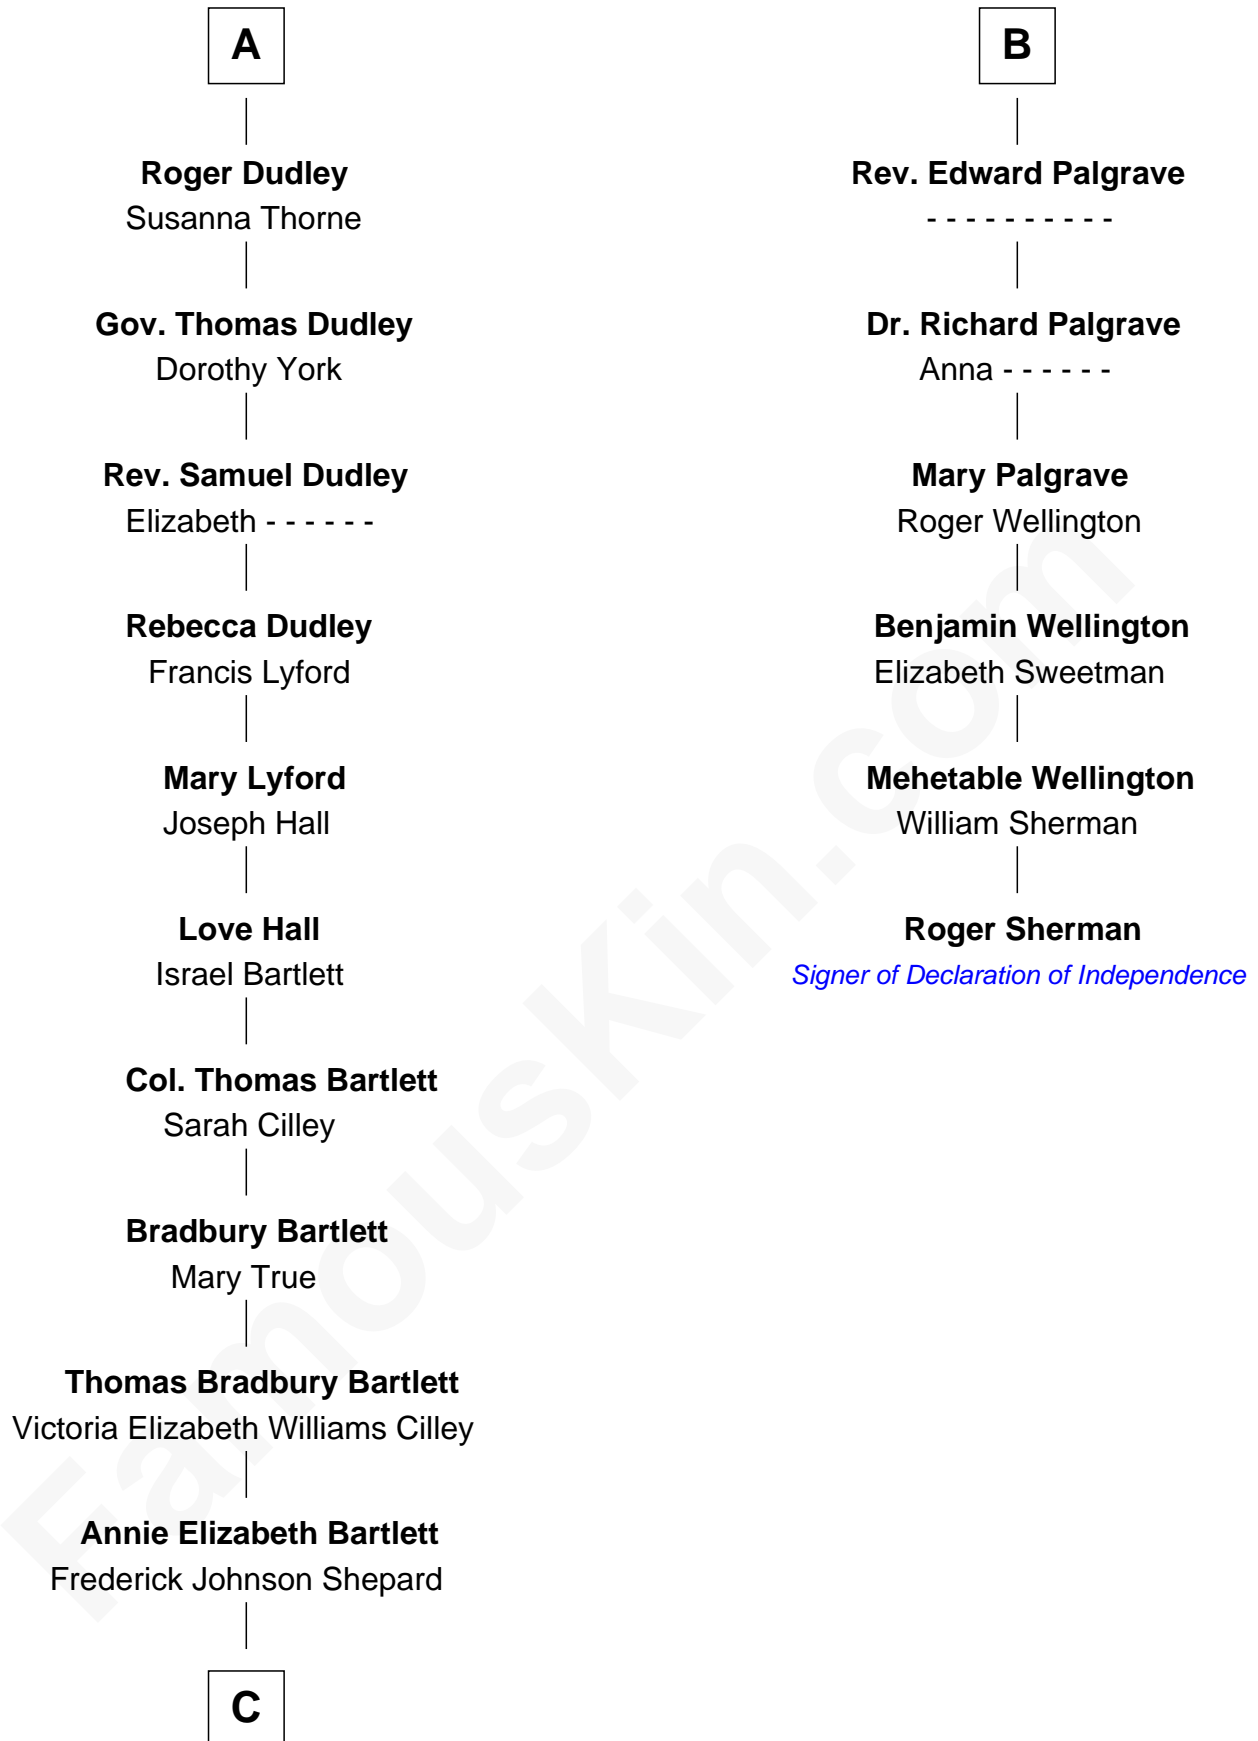 A
Roger Dudley
Susanna Thorne
Gov. Thomas Dudley
Dorothy York
Rev. Samuel Dudley
Elizabeth - - - - - -
Rebecca Dudley
Francis Lyford
Mary Lyford
Joseph Hall
Love Hall
Israel Bartlett
Col. Thomas Bartlett
Sarah Cilley
Bradbury Bartlett
Mary True
Thomas Bradbury Bartlett
Victoria Elizabeth Williams Cilley
Annie Elizabeth Bartlett
Frederick Johnson Shepard
C
B
Rev. Edward Palgrave
- - - - - - - - - -
Dr. Richard Palgrave
Anna - - - - - -
Mary Palgrave
Roger Wellington
Benjamin Wellington
Elizabeth Sweetman
Mehetable Wellington
William Sherman
Roger Sherman
Signer of Declaration of Independence
FamousKin.com